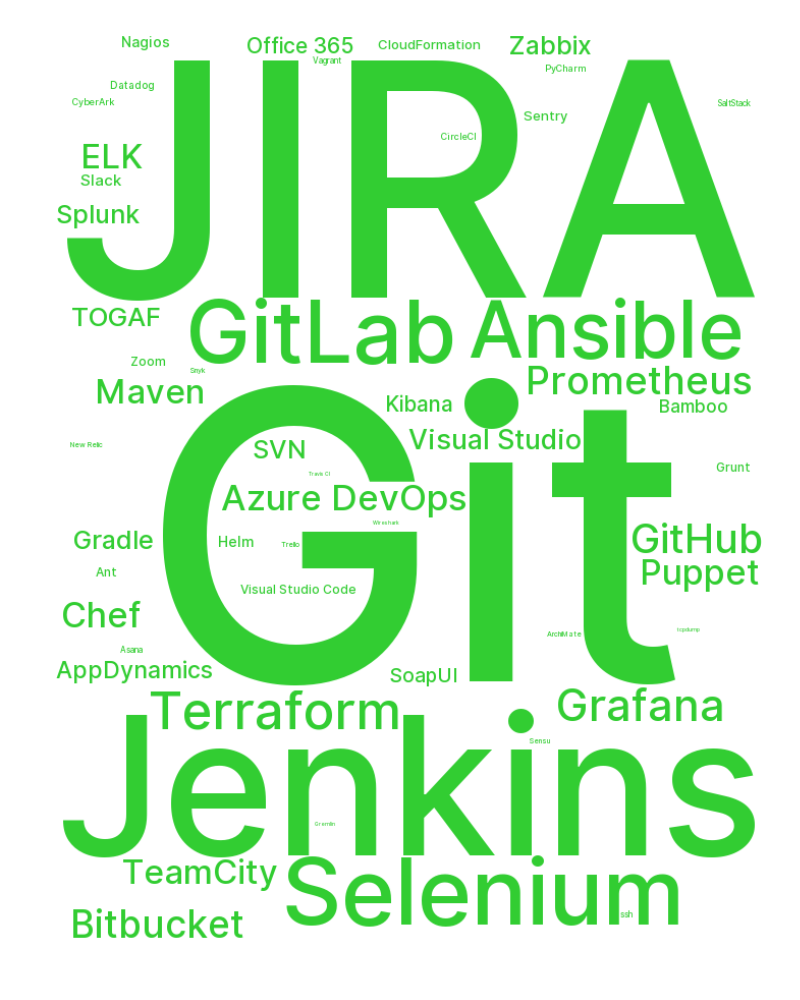 Nagios
Office 365
CloudFormation
Zabbix
Vagrant
PyCharm
Datadog
CyberArk
SaltStack
Sentry
CircleCI
JIRA
ELK
Slack
Splunk
TOGAF
GitLab
Ansible
Zoom
Snyk
Prometheus
Maven
Kibana
Bamboo
Visual Studio
New Relic
SVN
Grunt
Travis CI
Azure DevOps
Wireshark
Git
Gradle
Helm
Trello
GitHub
Ant
Puppet
Visual Studio Code
Chef
ArchiMate
tcpdump
Asana
AppDynamics
SoapUI
Terraform
Grafana
Sensu
Jenkins
Gremlin
TeamCity
Selenium
ssh
Bitbucket